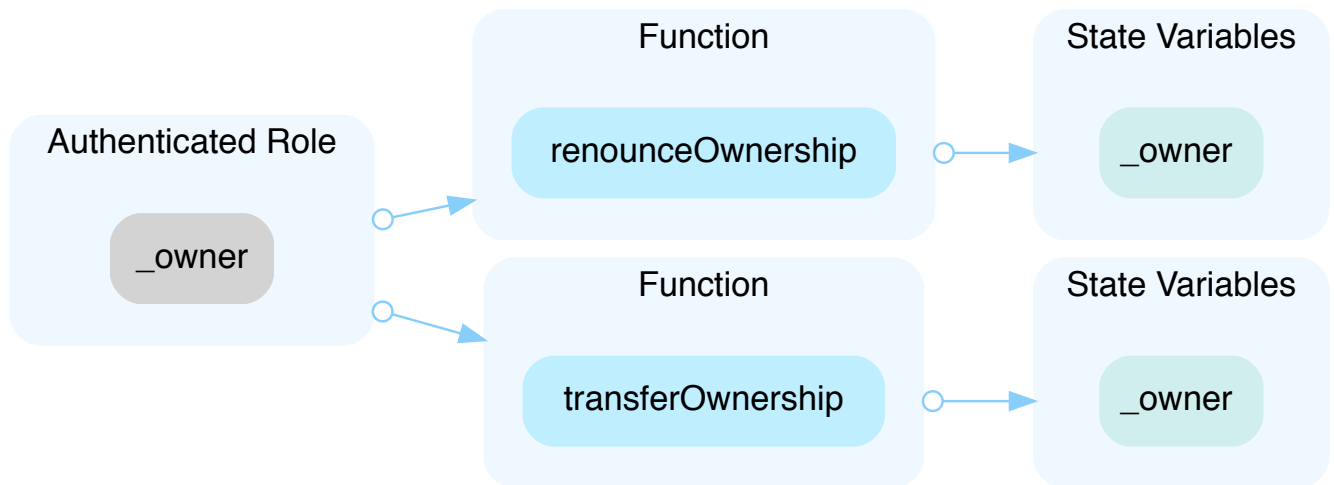 Authenticated Role
_owner
Function
renounceOwnership
State Variables
_owner
Function
transferOwnership
State Variables
_owner